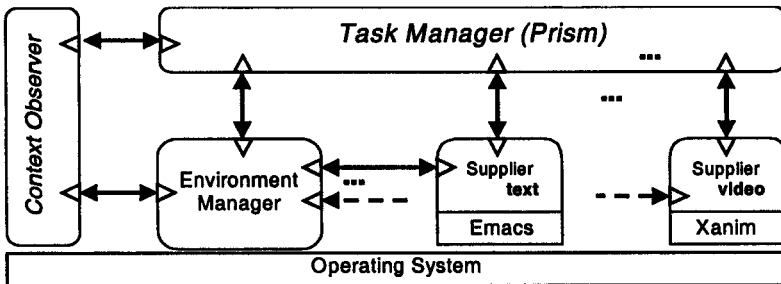 Task Manager (Prism)
...
...
...
Context Observer
Environment
Manager
...
Supplier
text
Emacs
Supplier
video
Xanim
Operating System